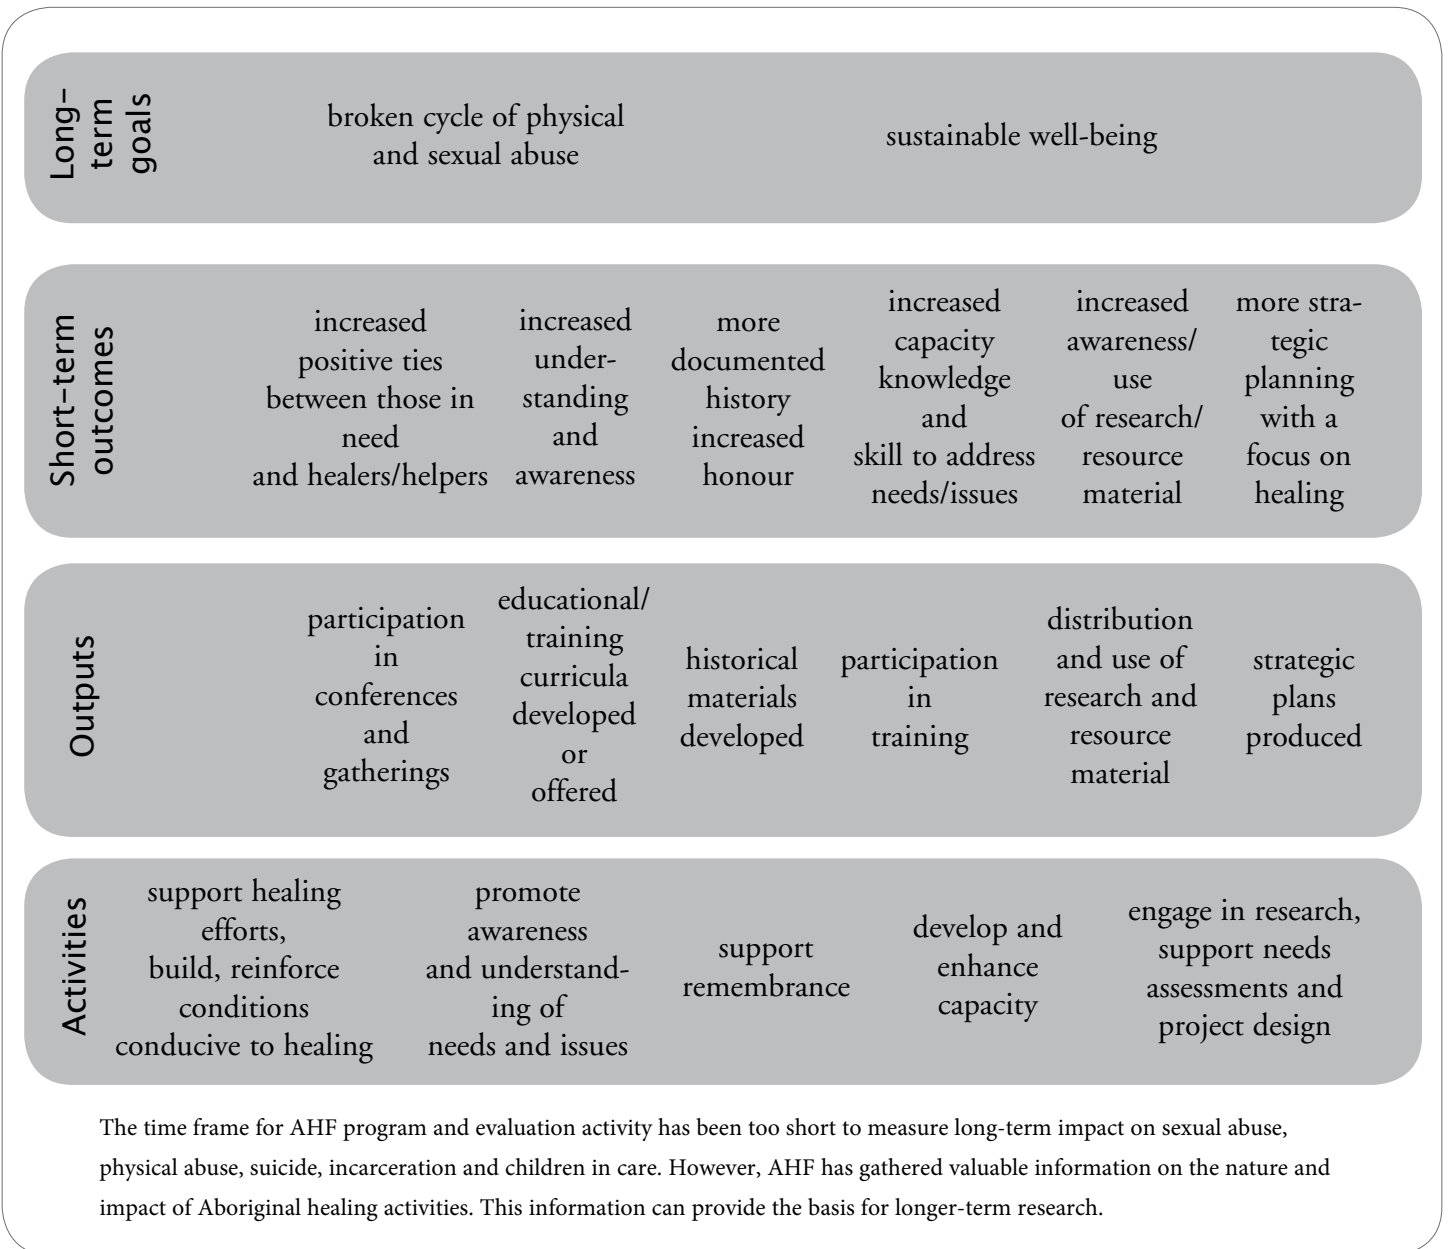 Long-
term
goals
broken cycle of physical
and sexual abuse
sustainable well-being
Short-term
outcomes
increased
positive ties
between those in
need
and healers/helpers
increased
under-
standing
and
awareness
more
documented
history
increased
honour
increased
capacity
knowledge
and
skill to address
needs/issues
increased
awareness/
use
of research/
resource
material
more stra-
tegic
planning
with a
focus on
healing
Outputs
participation
in
conferences
and
gatherings
educational/
training
curricula
developed
or
offered
historical
materials
developed
participation
in
training
distribution
and use of
research and
resource
material
strategic
plans
produced
Activities
support healing
efforts,
build, reinforce
conditions
conducive to healing
promote
awareness
and understand-
ing of
needs and issues
support
remembrance
develop and
enhance
capacity
engage in research,
support needs
assessments and
project design
The time frame for AHF program and evaluation activity has been too short to measure long-term impact on sexual abuse,
physical abuse, suicide, incarceration and children in care. However, AHF has gathered valuable information on the nature and
impact of Aboriginal healing activities. This information can provide the basis for longer-term research.